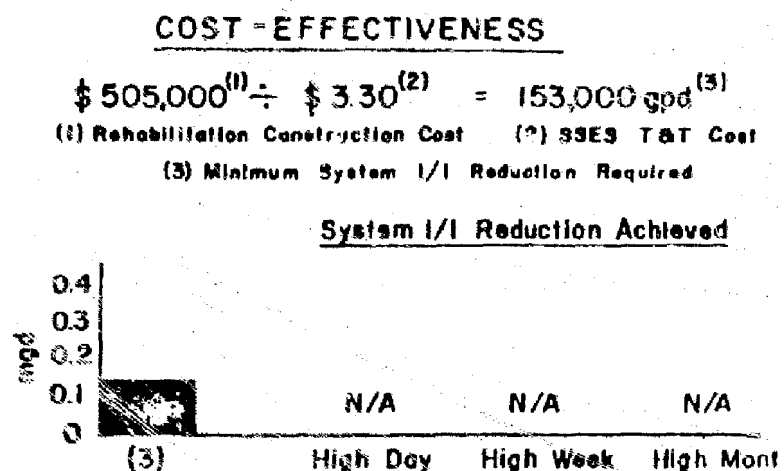 COST - EFFECTIVENESS
$ 505,000(1) ÷ $ 3.30(2) = 153,000 gpd(3)
(1) Rehabilitation Construction Cost (2) SSES T&T Cost
(3) Minimum System I/I Reduction Required
System I/I Reduction Achieved
0.4
0.3
0.2
0.1
0
mgd
N/A N/A N/A
(3) High Day High Week High Mont